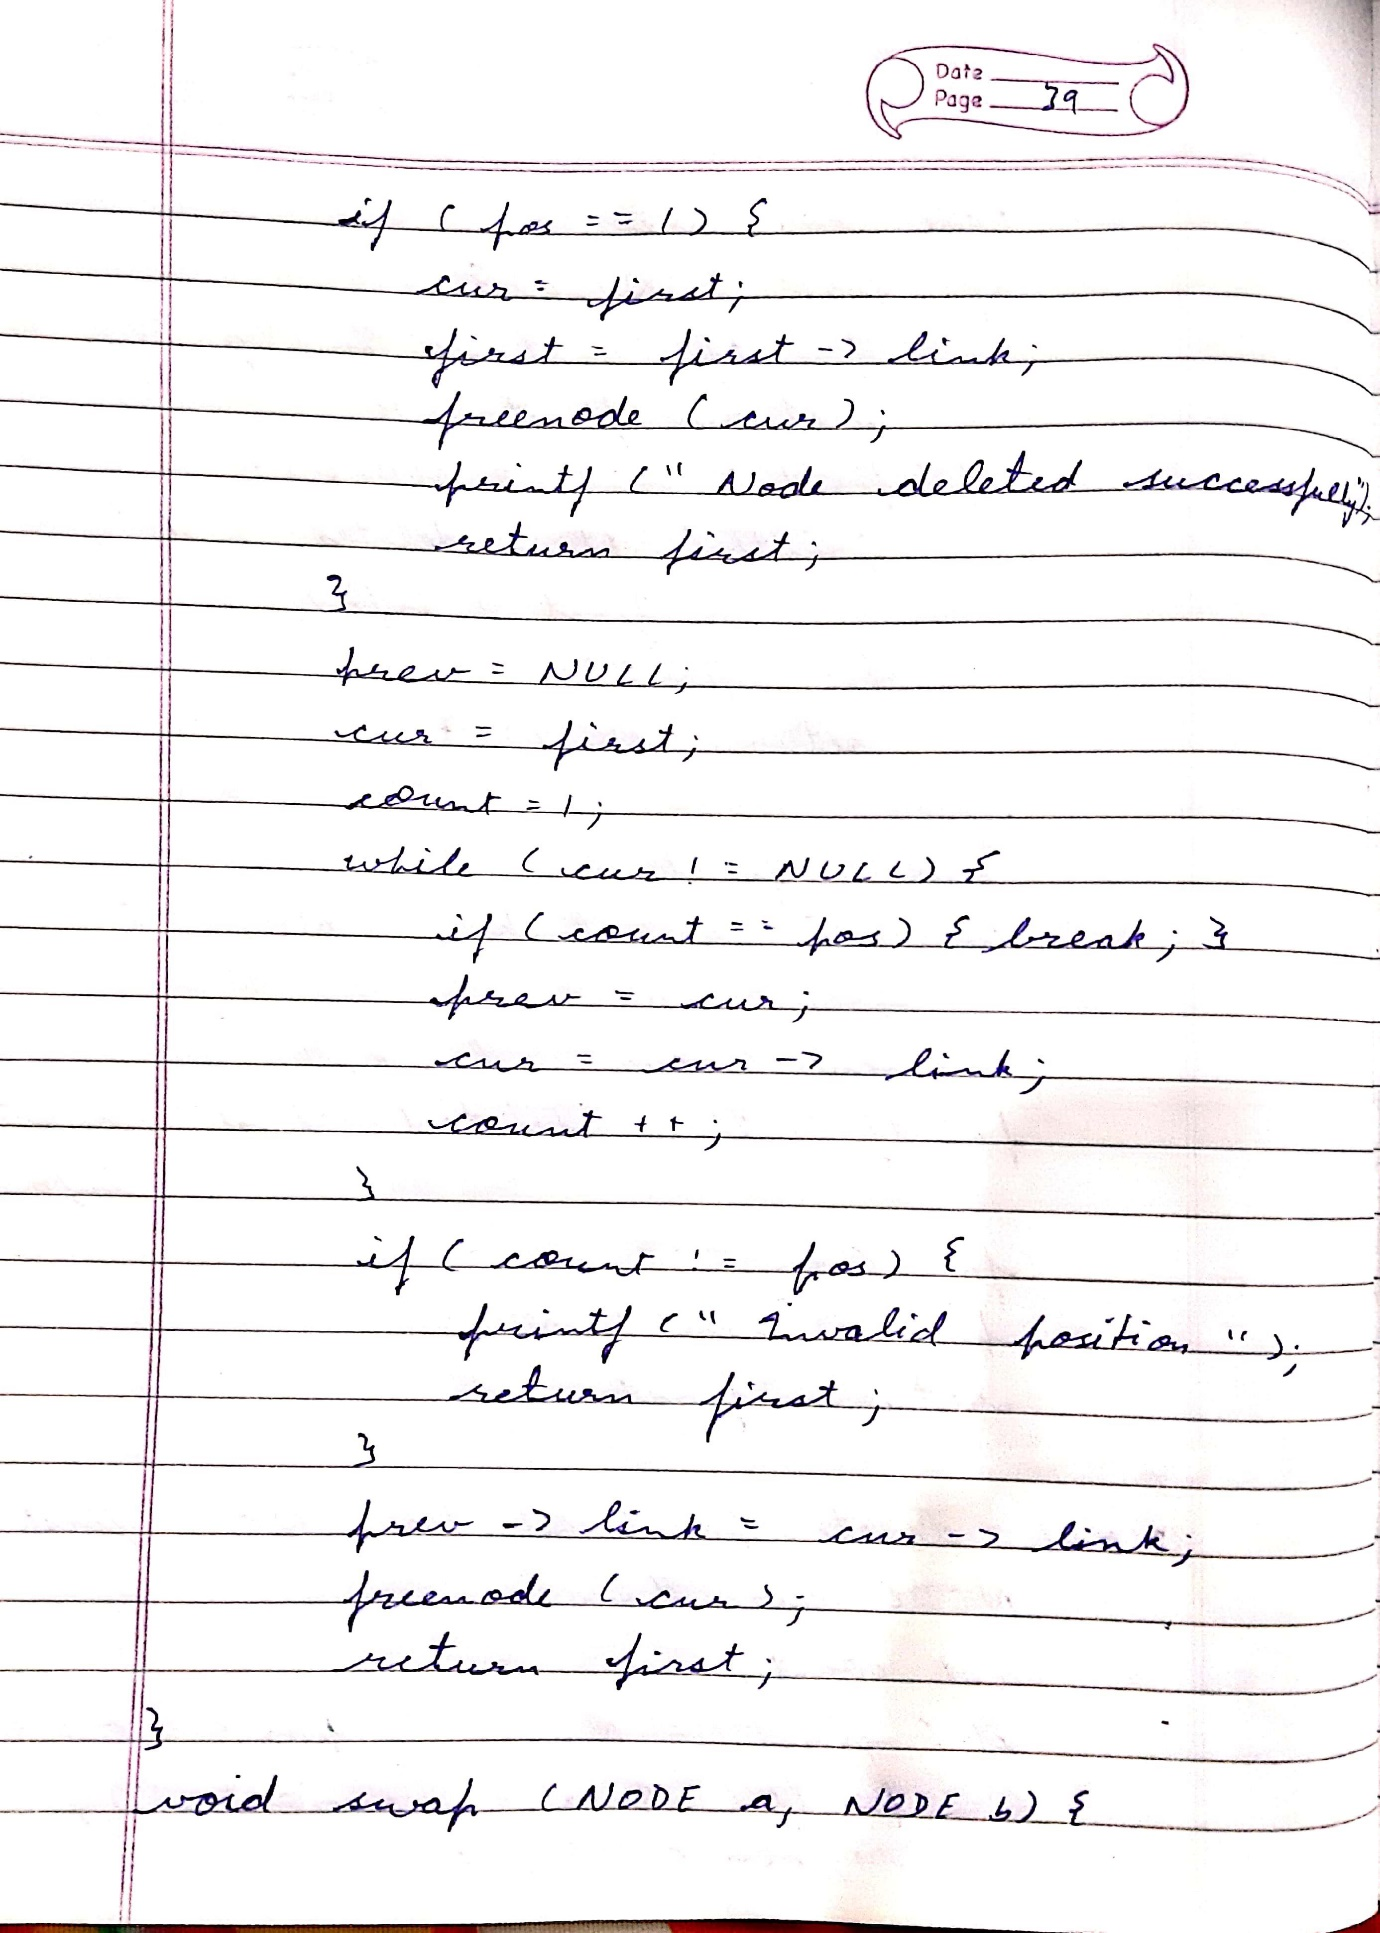 Date
Page 39
if ( pos == 1) {
cur = first;
first = first -> link;
freenode ( cur );
printf (" Node deleted successfully");
return first;
}
prev = NULL;
cur = first;
count = 1;
while ( cur != NULL) {
if ( count == pos) { break; }
prev = cur;
cur = cur -> link;
count ++;
}
if ( count != pos) {
printf (" Invalid position ");
return first;
}
prev -> link = cur -> link;
freenode ( cur );
return first;
}
void swap (NODE a, NODE b) {